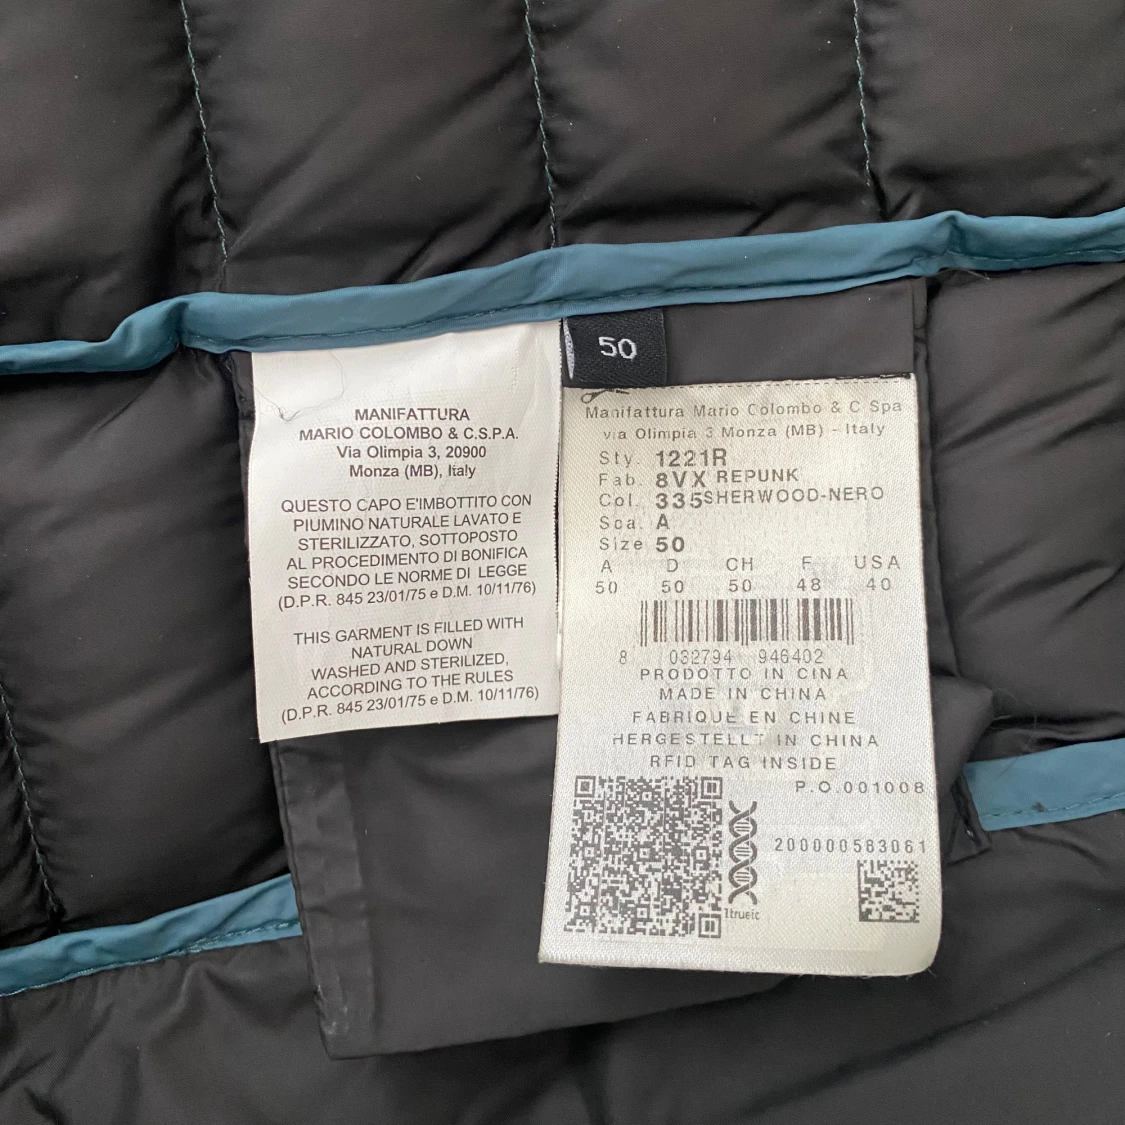 MANIFATTURA
MARIO COLOMBO & C.S.P.A.
Via Olimpia 3, 20900
Monza (MB), Italy
QUESTO CAPO E'IMBOTTITO CON
PIUMINO NATURALE LAVATO E
STERILIZZATO, SOTTOPOSTO
AL PROCEDIMENTO DI BONIFICA
SECONDO LE NORME DI LEGGE
(D.P.R. 845 23/01/75 e D.M. 10/11/76)
THIS GARMENT IS FILLED WITH
NATURAL DOWN
WASHED AND STERILIZED,
ACCORDING TO THE RULES
(D.P.R. 845 23/01/75 e D.M. 10/11/76)
50
Manifattura Mario Colombo & C Spa
via Olimpia 3 Monza (MB) - Italy
Sty. 1221R
Fab. 8VX REPUNK
Col. 335 SHERWOOD-NERO
Sca. A
Size 50
A D CH F USA
50 50 50 48 40
8 032794 946402
PRODOTTO IN CINA
MADE IN CHINA
FABRIQUE EN CHINE
HERGESTELLT IN CHINA
RFID TAG INSIDE
P.O.001008
200000563061
1trueid